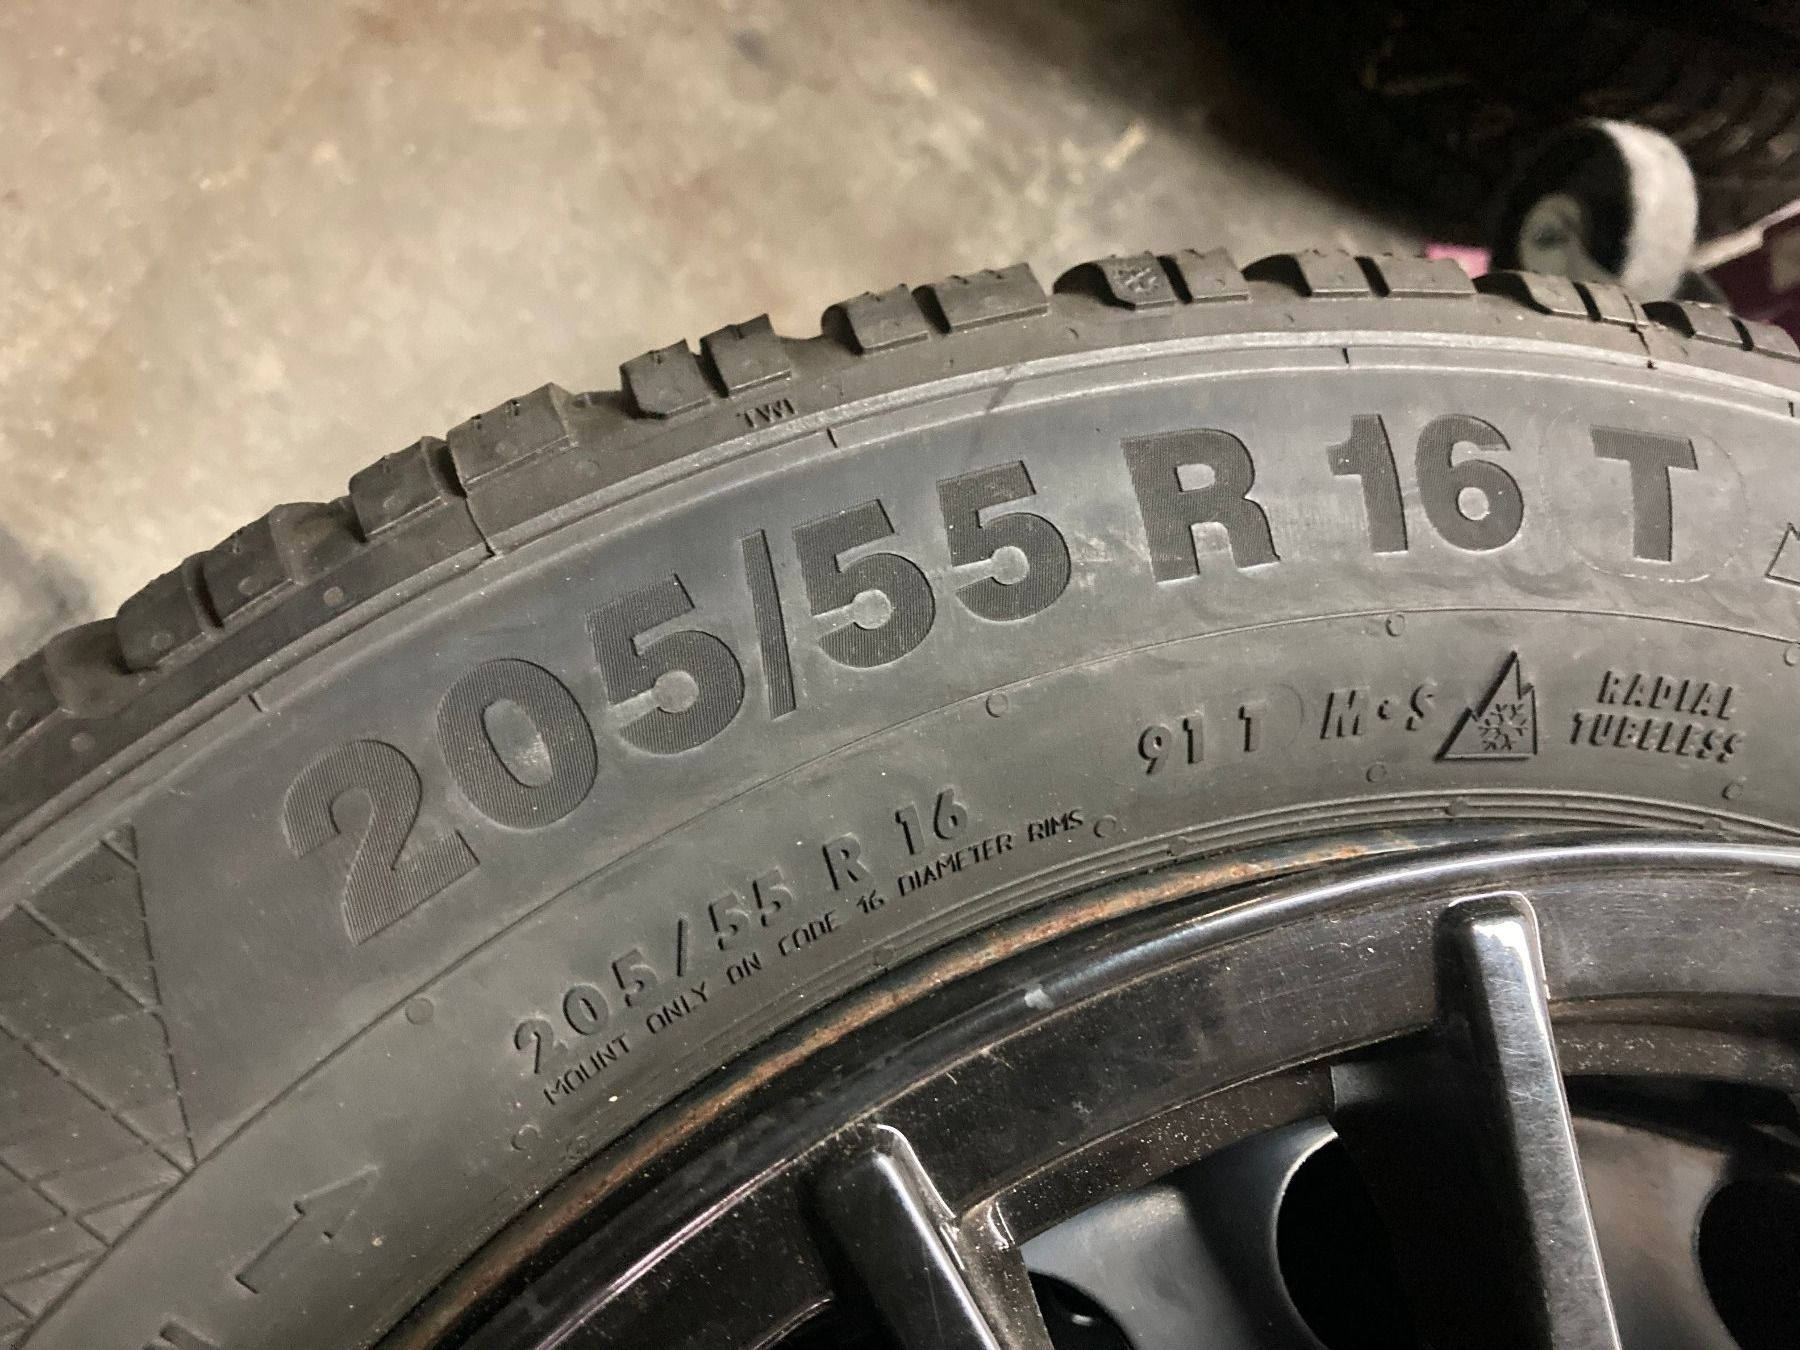 TWI
205/55 R 16 T
91 T M+S
RADIAL
TUBELESS
205/55 R 16
MOUNT ONLY ON CODE 16 DIAMETER RIMS